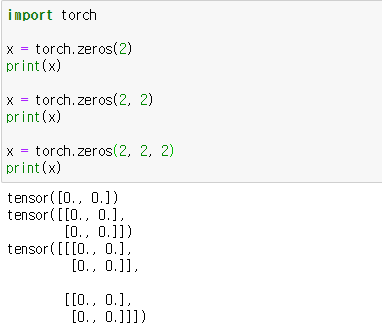 import torch

x = torch.zeros(2)
print(x)

x = torch.zeros(2, 2)
print(x)

x = torch.zeros(2, 2, 2)
print(x)

tensor([0., 0.])
tensor([[0., 0.],
        [0., 0.]])
tensor([[[0., 0.],
         [0., 0.]],

        [[0., 0.],
         [0., 0.]]])